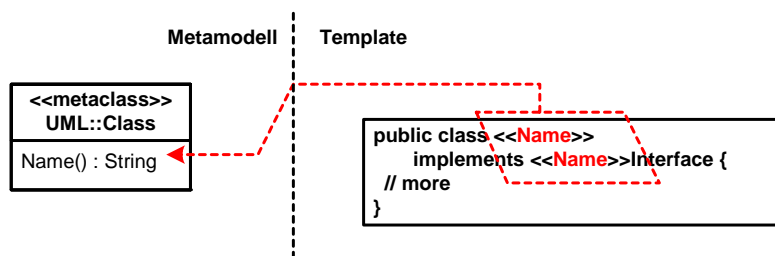 Metamodell
Template
<<metaclass>>
UML::Class
Name() : String
public class <<Name>>
implements <<Name>>Interface {
// more
}